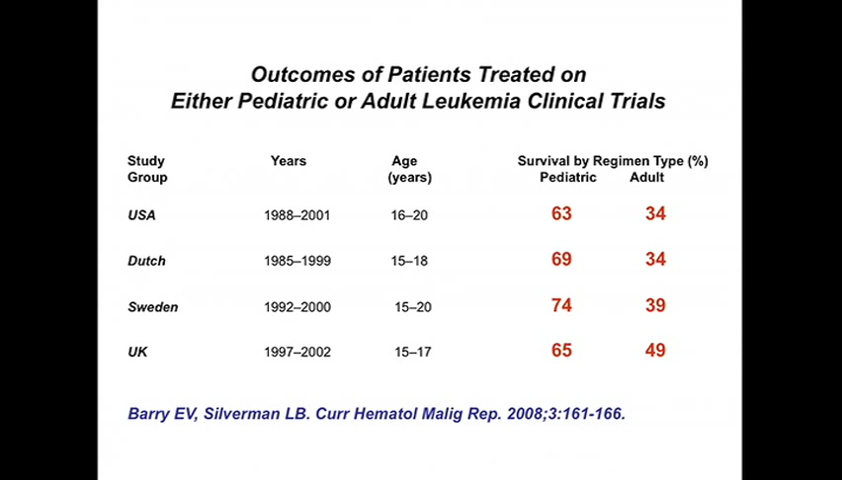 Outcomes of Patients Treated on
Either Pediatric or Adult Leukemia Clinical Trials
Study Group Years Age (years) Survival by Regimen Type (%)
Pediatric Adult
USA 1988–2001 16–20 63 34
Dutch 1985–1999 15–18 69 34
Sweden 1992–2000 15–20 74 39
UK 1997–2002 15–17 65 49
Barry EV, Silverman LB. Curr Hematol Malig Rep. 2008;3:161-166.